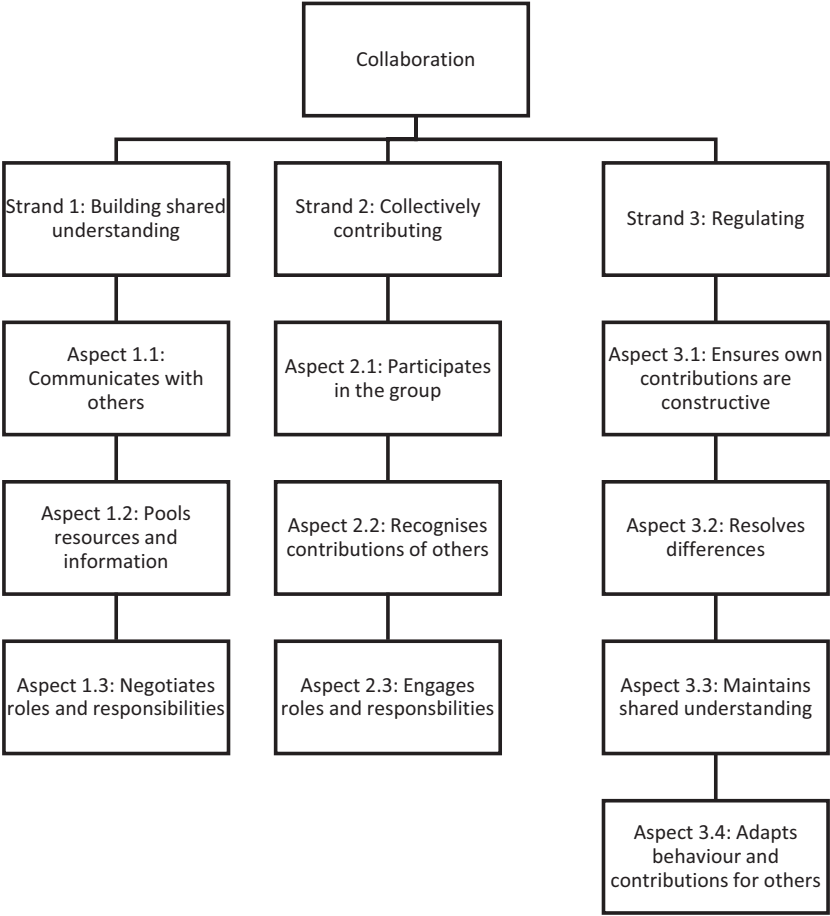 Collaboration
Strand 1: Building shared
understanding
Strand 2: Collectively
contributing
Strand 3: Regulating
Aspect 1.1:
Communicates with
others
Aspect 2.1: Participates
in the group
Aspect 3.1: Ensures own
contributions are
constructive
Aspect 1.2: Pools
resources and
information
Aspect 2.2: Recognises
contributions of others
Aspect 3.2: Resolves
differences
Aspect 1.3: Negotiates
roles and responsibilities
Aspect 2.3: Engages
roles and responsbilities
Aspect 3.3: Maintains
shared understanding
Aspect 3.4: Adapts
behaviour and
contributions for others